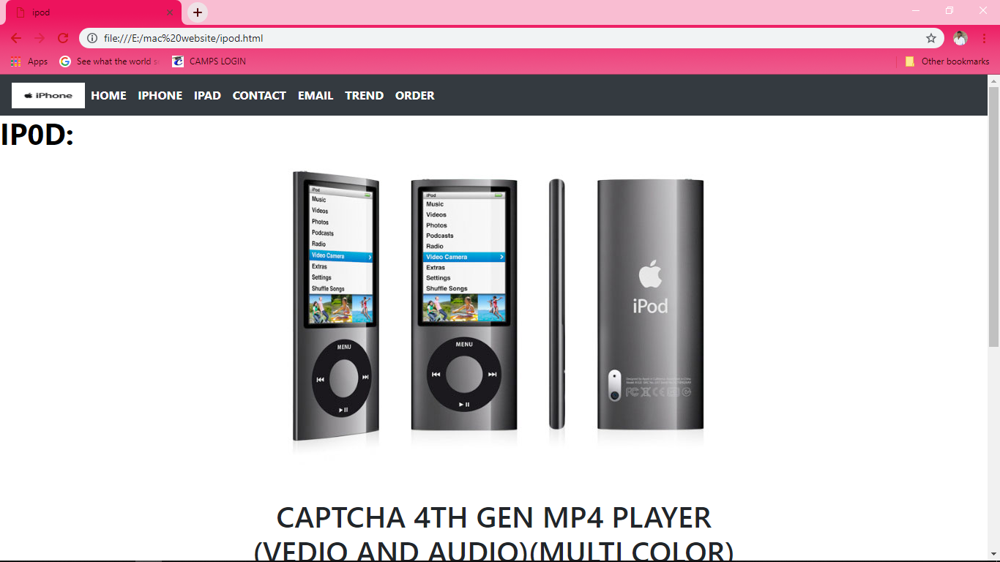 ipod
file:///E:/mac%20website/ipod.html
Apps
See what the world s
CAMPS LOGIN
Other bookmarks
iPhone
HOME
IPHONE
IPAD
CONTACT
EMAIL
TREND
ORDER
IP0D:
iPod
Music
Videos
Photos
Podcasts
Radio
Video Camera
Extras
Settings
Shuffle Songs
MENU
iPod
Music
Videos
Photos
Podcasts
Radio
Video Camera
Extras
Settings
Shuffle Songs
MENU
iPod
CAPTCHA 4TH GEN MP4 PLAYER
(VEDIO AND AUDIO)(MULTI COLOR)